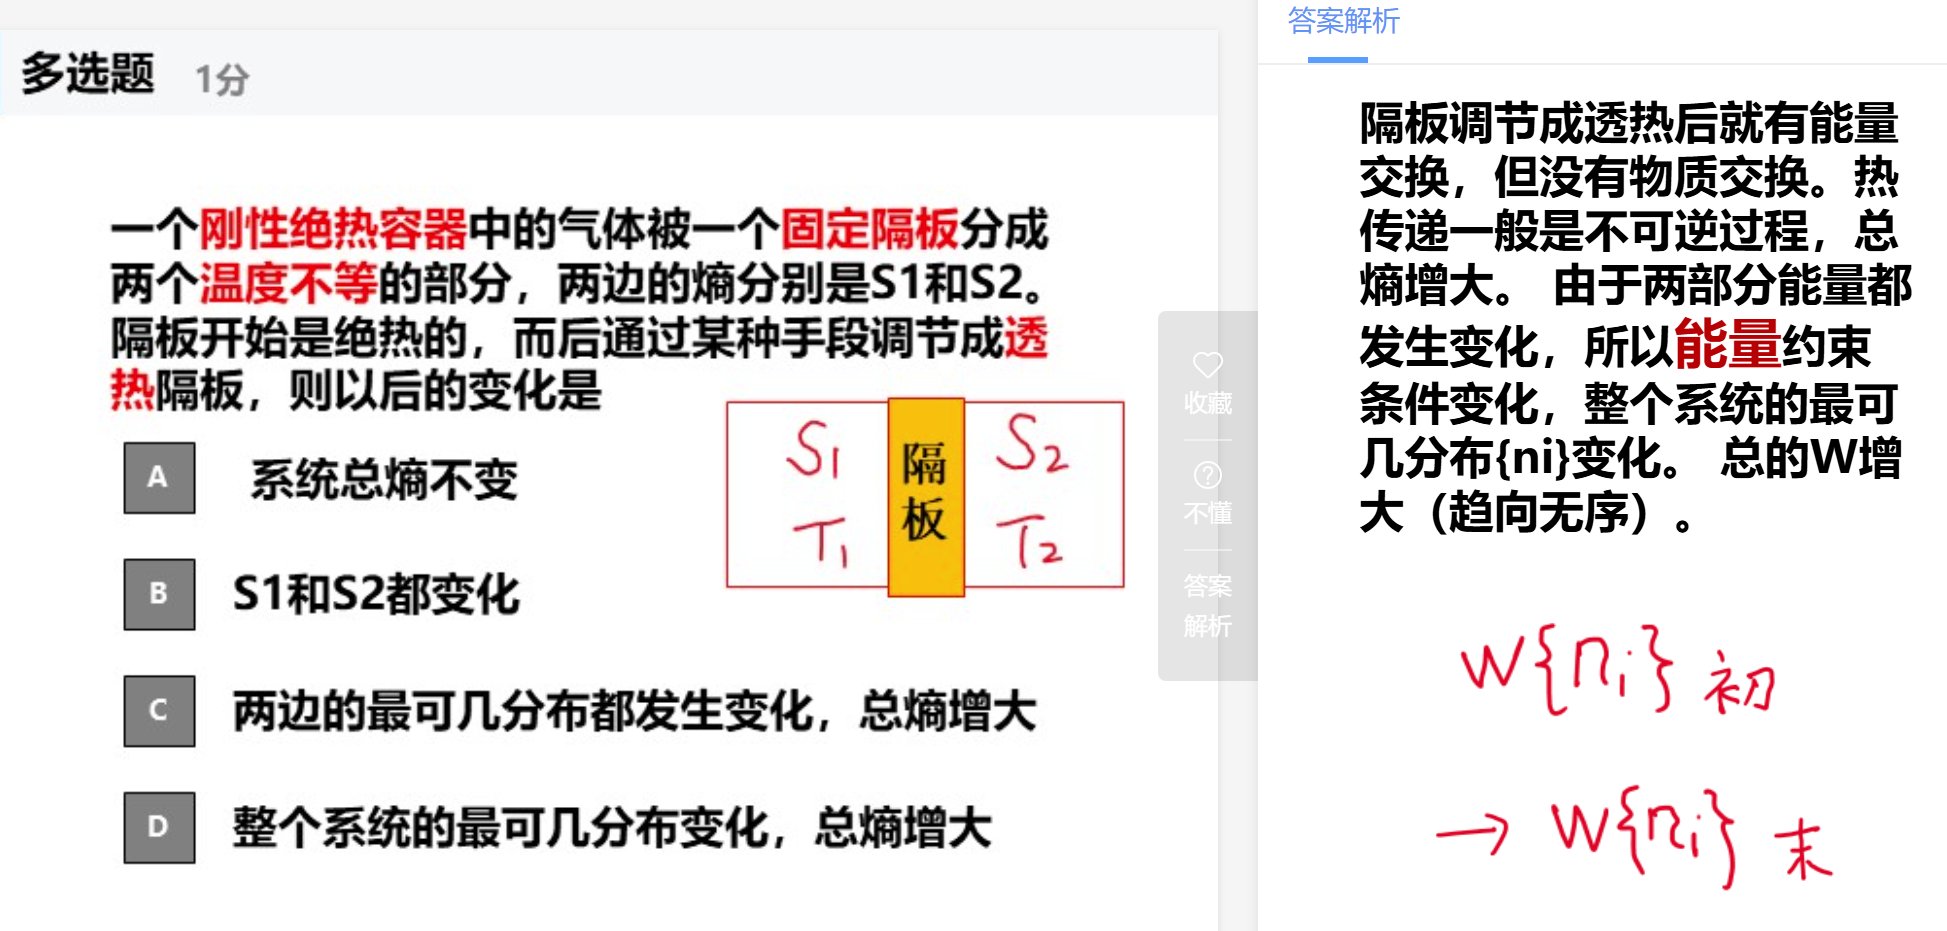 多选题 1分
一个刚性绝热容器中的气体被一个固定隔板分成
两个温度不等的部分，两边的熵分别是S1和S2。
隔板开始是绝热的，而后通过某种手段调节成透
热隔板，则以后的变化是
S1 隔板 S2
T1 T2
A 系统总熵不变
B S1和S2都变化
C 两边的最可几分布都发生变化，总熵增大
D 整个系统的最可几分布变化，总熵增大
收藏
不懂
答案
解析
答案解析
隔板调节成透热后就有能量
交换，但没有物质交换。热
传递一般是不可逆过程，总
熵增大。 由于两部分能量都
发生变化，所以能量约束
条件变化，整个系统的最可
几分布{ni}变化。 总的W增
大（趋向无序）。
W{ni}初
→ W{ni}末